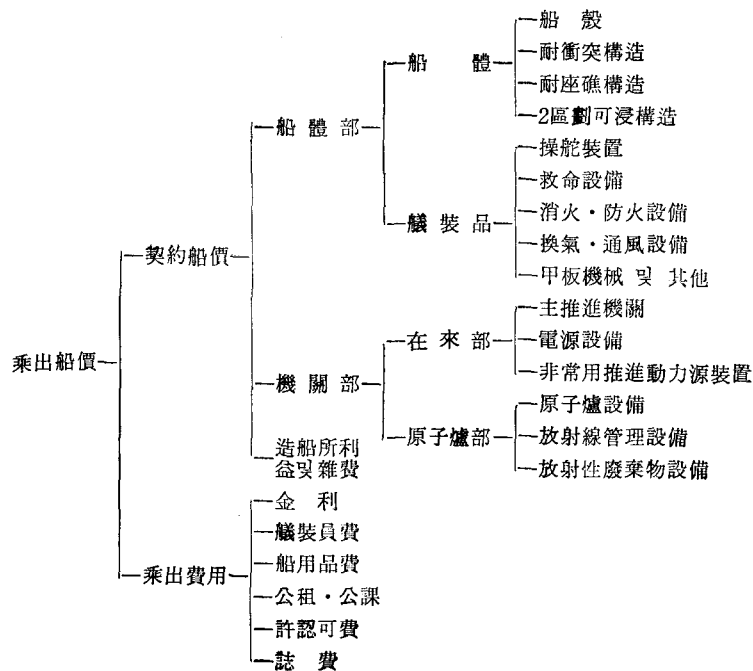 乘出船價
契約船價
船體部
船體
船殼
耐衝突構造
耐座礁構造
2區劃可浸構造
艤裝品
操舵裝置
救命設備
消火·防火設備
換氣·通風設備
甲板機械 및 其他
機關部
在來部
主推進機關
電源設備
非常用推進動力源裝置
原子爐部
原子爐設備
放射線管理設備
放射性廢棄物設備
造船所利
益및雜費
乘出費用
金利
艤裝員費
船用品費
公租·公課
許認可費
誌費